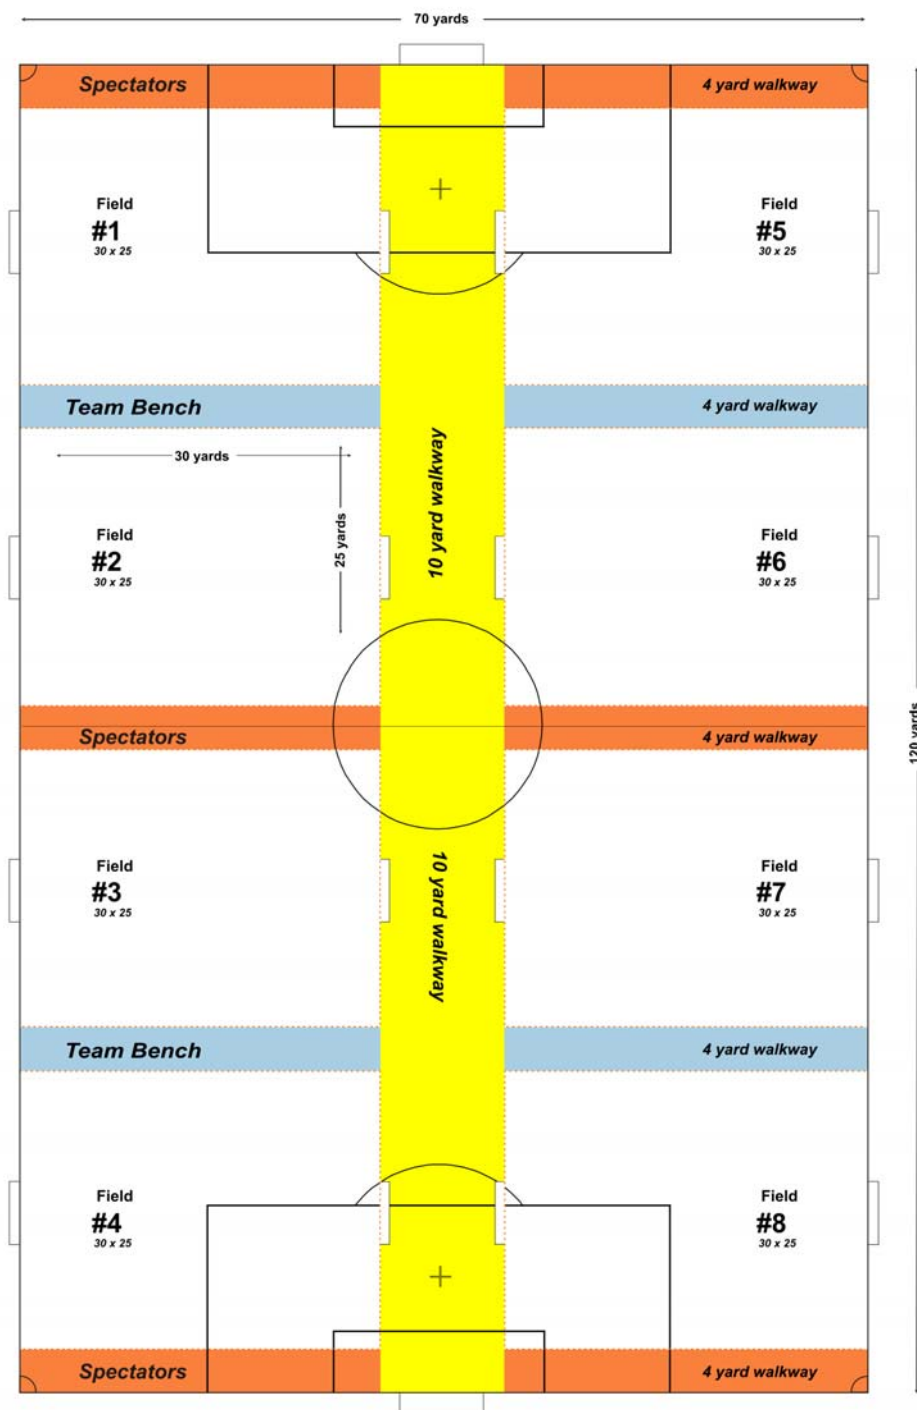 70 yards
Spectators
4 yard walkway
Field
#1
30 x 25
Field
#5
30 x 25
Team Bench
4 yard walkway
30 yards
25 yards
10 yard walkway
Field
#2
30 x 25
Field
#6
30 x 25
Spectators
4 yard walkway
120 yards
Field
#3
30 x 25
10 yard walkway
Field
#7
30 x 25
Team Bench
4 yard walkway
Field
#4
30 x 25
Field
#8
30 x 25
Spectators
4 yard walkway